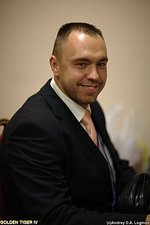 GOLDEN TIGER IV
(c)Andrey D.A. Loginov